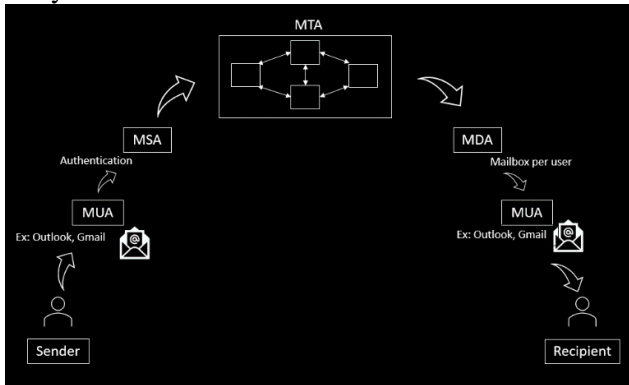 MTA
MSA
Authentication
MUA
Ex: Outlook, Gmail
@
Sender
MDA
Mailbox per user
MUA
Ex: Outlook, Gmail
@
Recipient